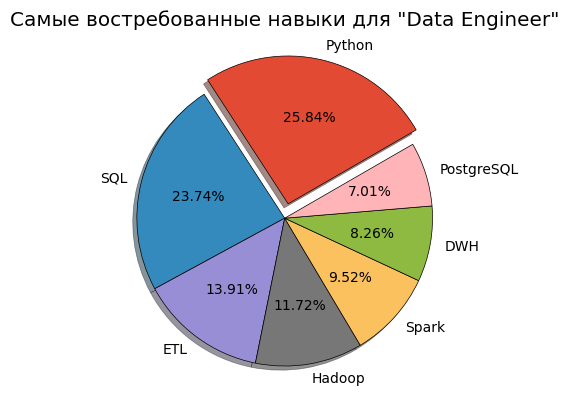 Самые востребованные навыки для "Data Engineer"
Python
25.84%
SQL
23.74%
PostgreSQL
7.01%
DWH
8.26%
Spark
9.52%
ETL
13.91%
Hadoop
11.72%